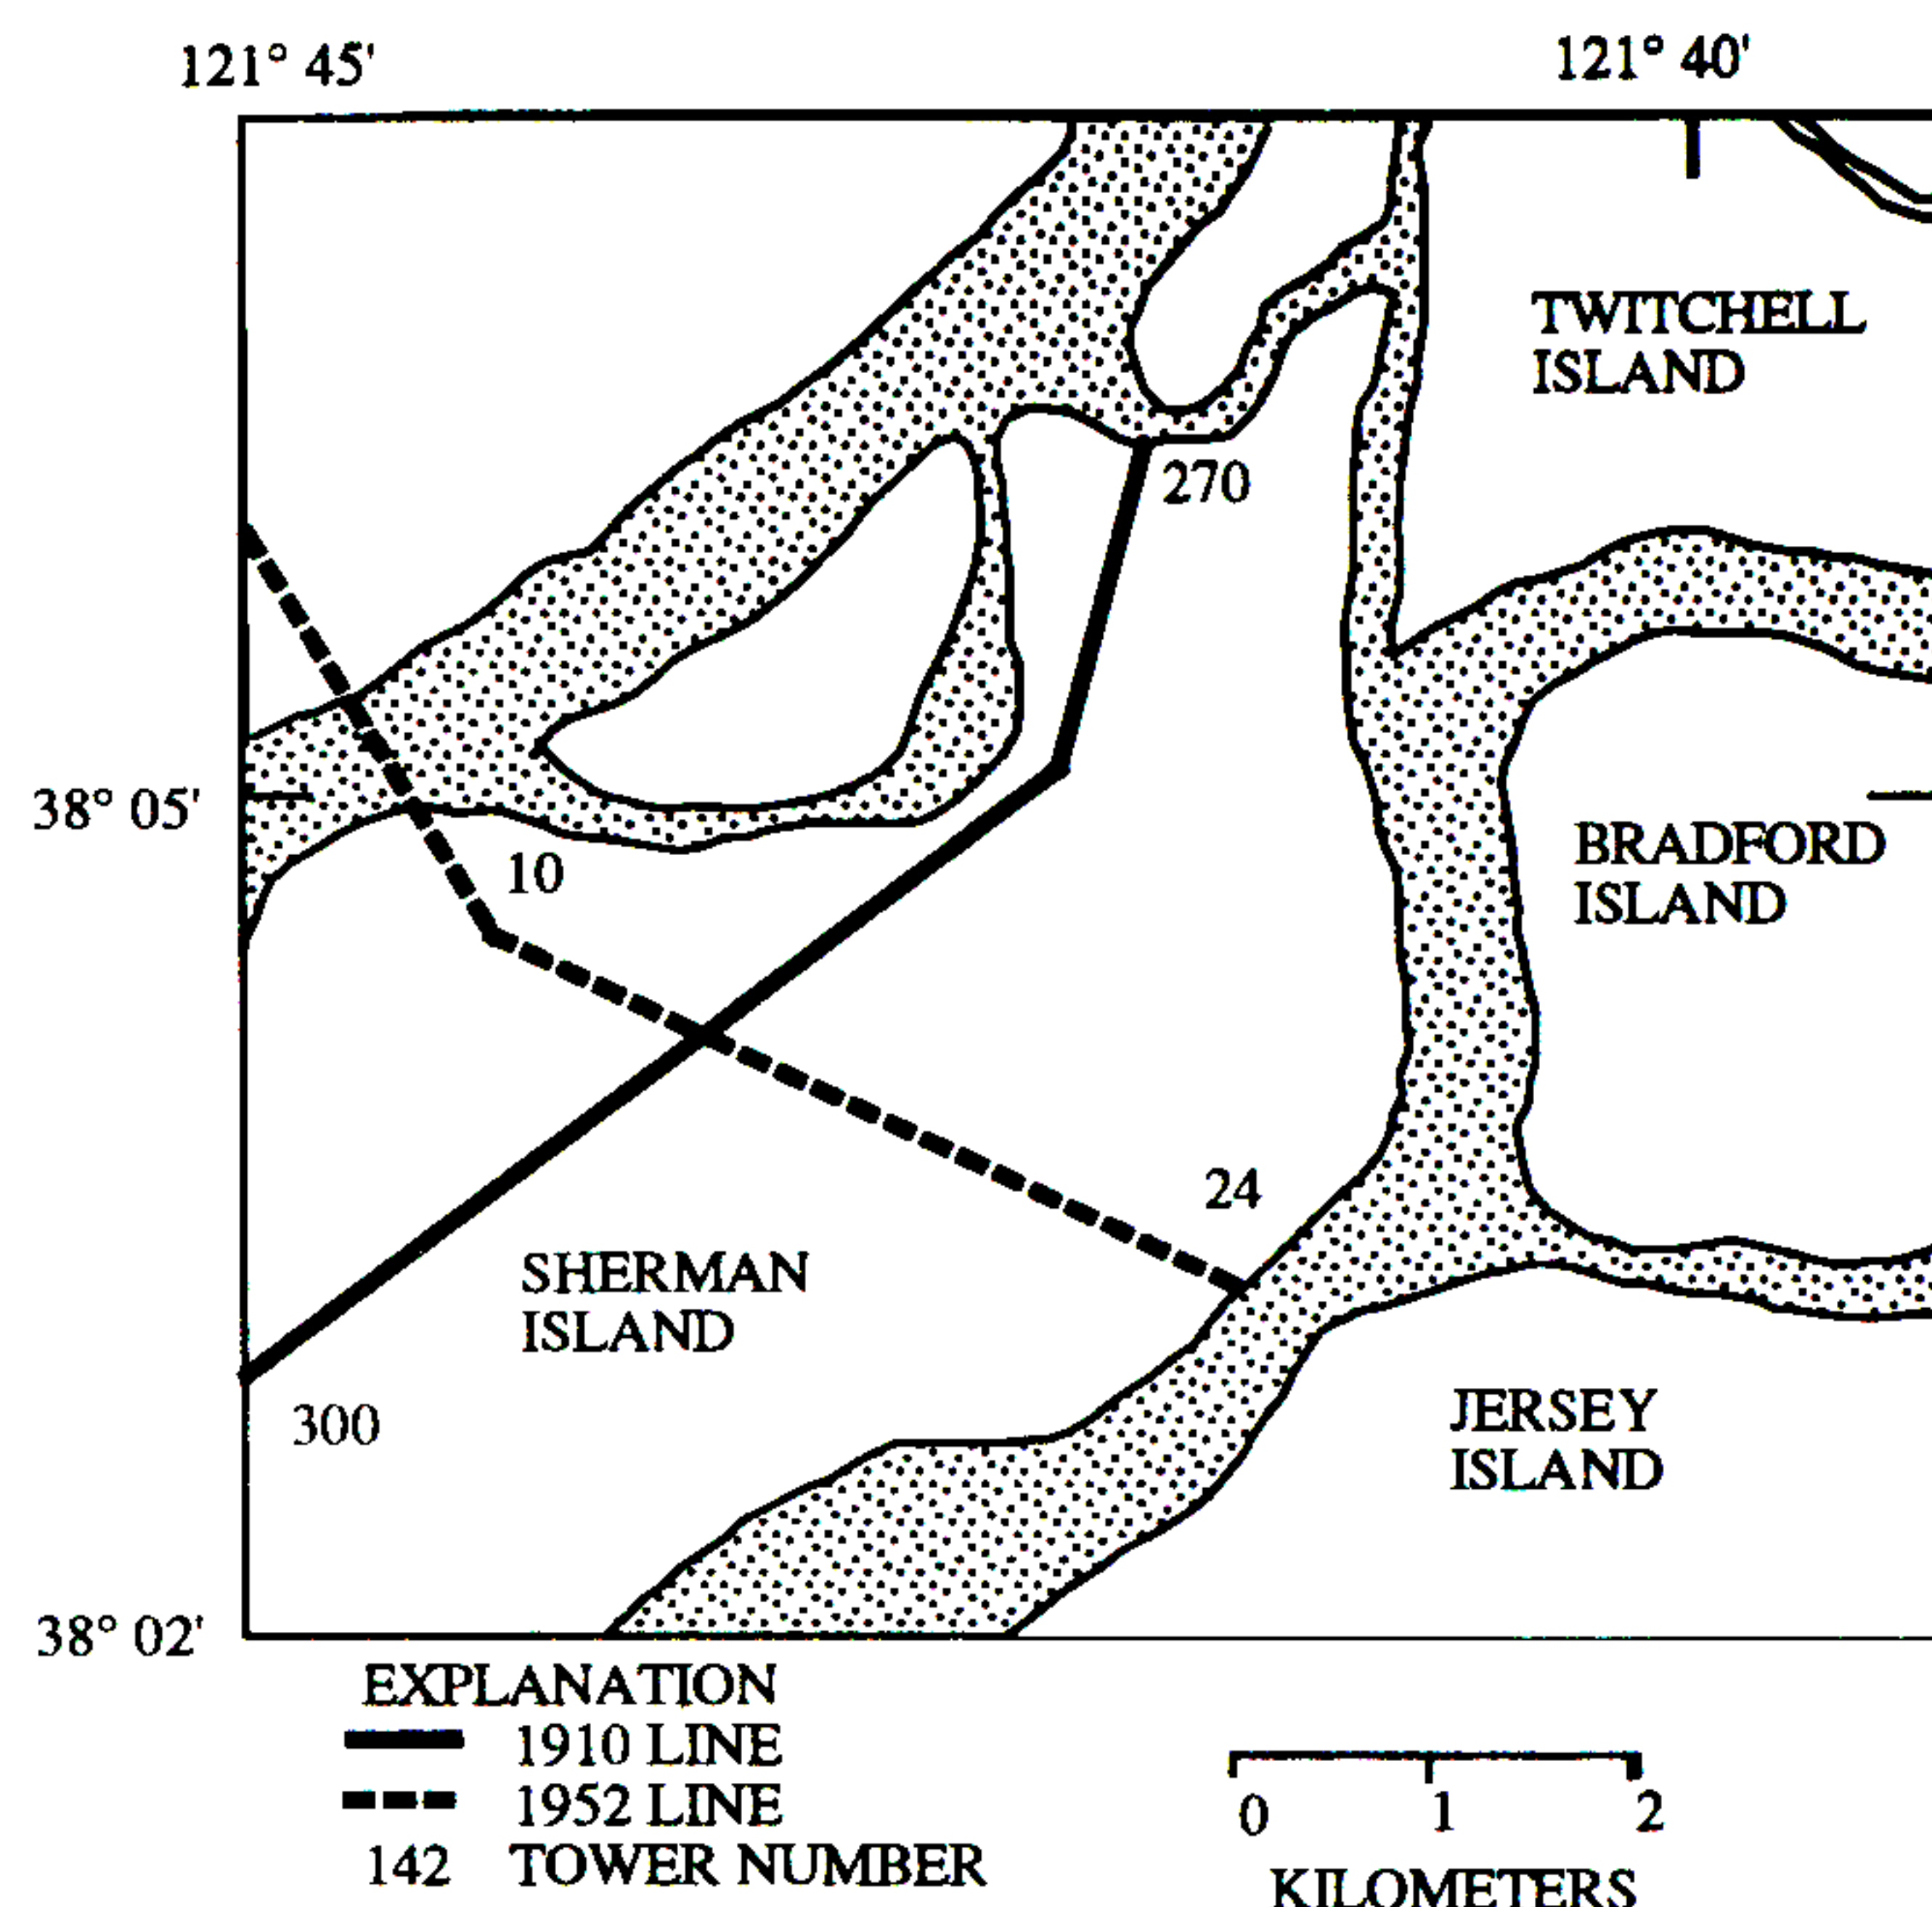 121° 45'
121° 40'
TWITCHELL
ISLAND
270
38° 05'
10
BRADFORD
ISLAND
24
SHERMAN
ISLAND
300
JERSEY
ISLAND
38° 02'
EXPLANATION
1910 LINE
1952 LINE
142 TOWER NUMBER
0 1 2
KILOMETERS